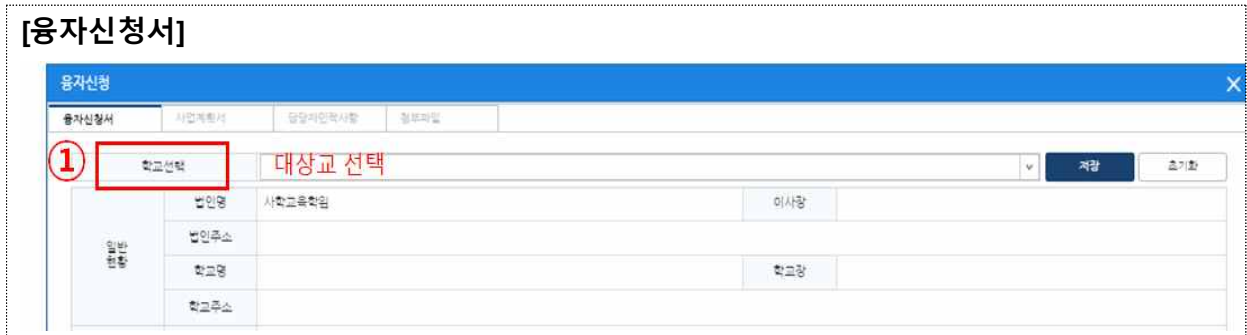 [융자신청서]
융자신청
융자신청서 사업계획서 담당자인적사항 첨부파일
① 학교선택 대상교 선택 저장 초기화
일반현황
법인명 사학교육학원 이사장
법인주소
학교명 학교장
학교주소